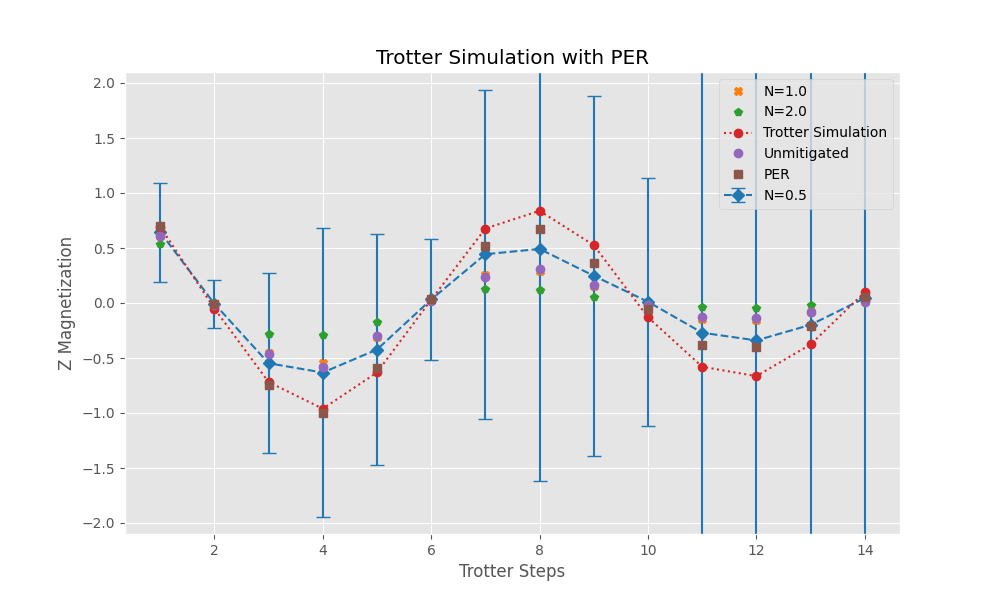 Trotter Simulation with PER
2.0
1.5
1.0
0.5
0.0
−0.5
−1.0
−1.5
−2.0
Z Magnetization
N=1.0
N=2.0
Trotter Simulation
Unmitigated
PER
N=0.5
2 4 6 8 10 12 14
Trotter Steps